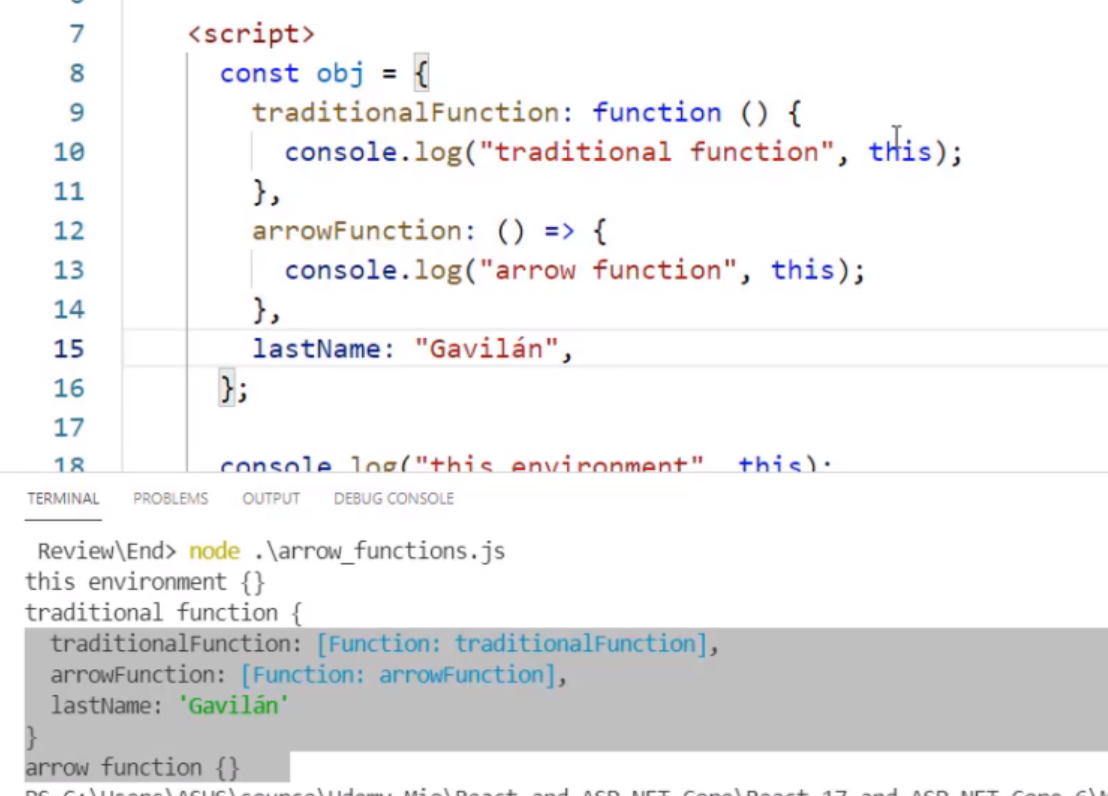 7 <script>
8 const obj = {
9 traditionalFunction: function () {
10 console.log("traditional function", this);
11 },
12 arrowFunction: () => {
13 console.log("arrow function", this);
14 },
15 lastName: "Gavilán",
16 };
17
18 console.log("this environment", this);
TERMINAL PROBLEMS OUTPUT DEBUG CONSOLE
Review\End> node .\arrow_functions.js
this environment {}
traditional function {
traditionalFunction: [Function: traditionalFunction],
arrowFunction: [Function: arrowFunction],
lastName: 'Gavilán'
}
arrow function {}
PS C:\Users\ASUS\source\Udemy Mio\React and ASP.NET Core\React 17 and ASP.NET Core 6\